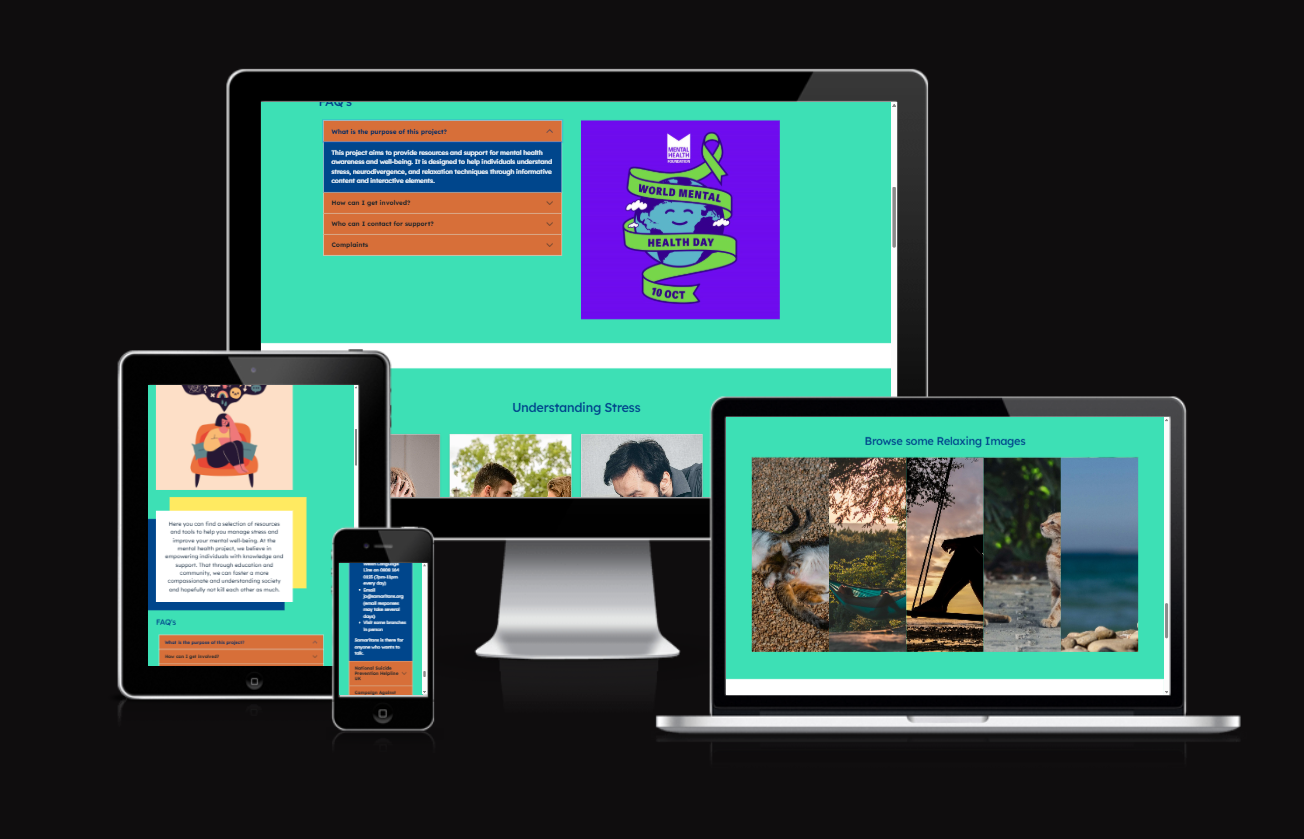 FAQ's
What is the purpose of this project?
This project aims to provide resources and support for mental health
awareness and well-being. It is designed to help individuals understand
stress, neurodivergence, and relaxation techniques through informative
content and interactive elements.
How can I get involved?
Who can I contact for support?
Complaints
MENTAL
HEALTH
FOUNDATION
WORLD MENTAL
HEALTH DAY
10 OCT
Understanding Stress
Browse some Relaxing Images
Here you can find a selection of resources
and tools to help you manage stress and
improve your mental well-being. At the
mental health project, we believe in
empowering individuals with knowledge and
support. That through education and
community, we can foster a more
compassionate and understanding society
and hopefully not kill each other as much.
FAQ's
What is the purpose of this project?
How can I get involved?
Language
Line on 0808 164
0123 (7pm-11pm
every day)
Email
jo@samaritans.org
(email responses
may take several
days)
Visit some branches
in person
Samaritans is there for
anyone who wants to
talk.
National Suicide
Prevention Helpline
UK
Campaign Against